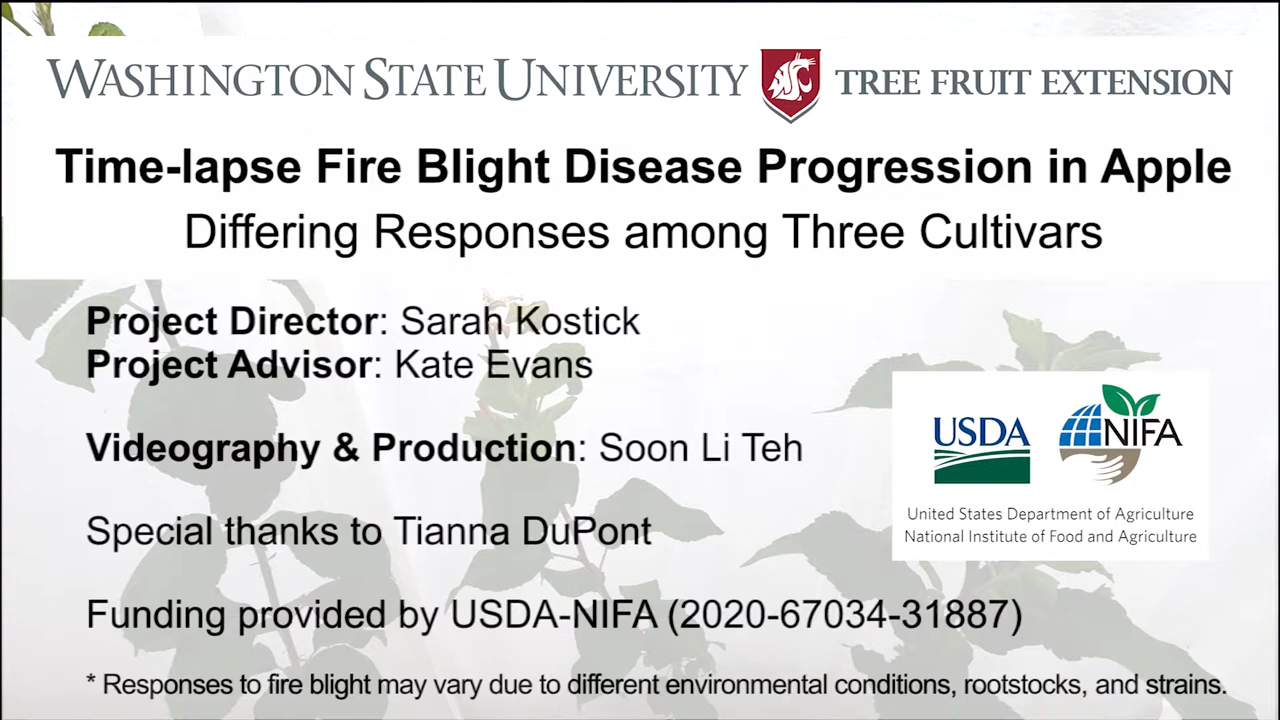 WASHINGTON STATE UNIVERSITY TREE FRUIT EXTENSION
Time-lapse Fire Blight Disease Progression in Apple
Differing Responses among Three Cultivars
Project Director: Sarah Kostick
Project Advisor: Kate Evans
Videography & Production: Soon Li Teh
Special thanks to Tianna DuPont
Funding provided by USDA-NIFA (2020-67034-31887)
USDA NIFA
United States Department of Agriculture
National Institute of Food and Agriculture
* Responses to fire blight may vary due to different environmental conditions, rootstocks, and strains.